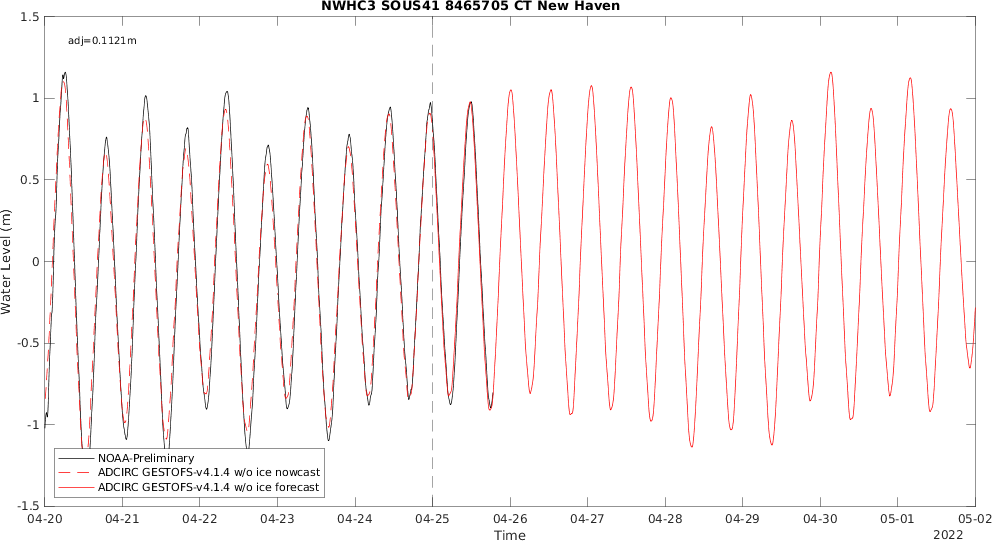 NWHC3 SOUS41 8465705 CT New Haven
1.5
adj=0.1121m
1
0.5
0
-0.5
-1
-1.5
Water Level (m)
NOAA-Preliminary
ADCIRC GESTOFS-v4.1.4 w/o ice nowcast
ADCIRC GESTOFS-v4.1.4 w/o ice forecast
04-20 04-21 04-22 04-23 04-24 04-25 04-26 04-27 04-28 04-29 04-30 05-01 05-02
Time
2022